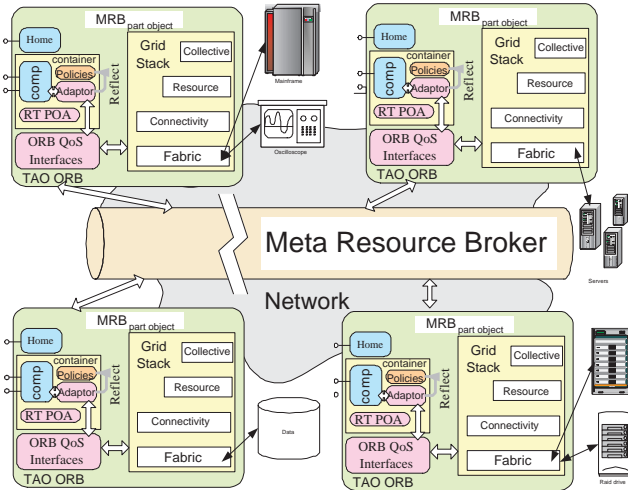 MRB part object
Home
container
comp
Policies
Adaptor
Reflect
RT POA
ORB QoS
Interfaces
TAO ORB
Grid
Stack
Collective
Resource
Connectivity
Fabric
Mainframe
Oscilloscope
MRB part object
Home
container
comp
Policies
Adaptor
Reflect
RT POA
ORB QoS
Interfaces
TAO ORB
Grid
Stack
Collective
Resource
Connectivity
Fabric
Servers
Meta Resource Broker
Network
MRB part object
Home
container
comp
Policies
Adaptor
Reflect
RT POA
ORB QoS
Interfaces
TAO ORB
Grid
Stack
Collective
Resource
Connectivity
Fabric
Data
MRB part object
Home
container
comp
Policies
Adaptor
Reflect
RT POA
ORB QoS
Interfaces
TAO ORB
Grid
Stack
Collective
Resource
Connectivity
Fabric
Raid drive